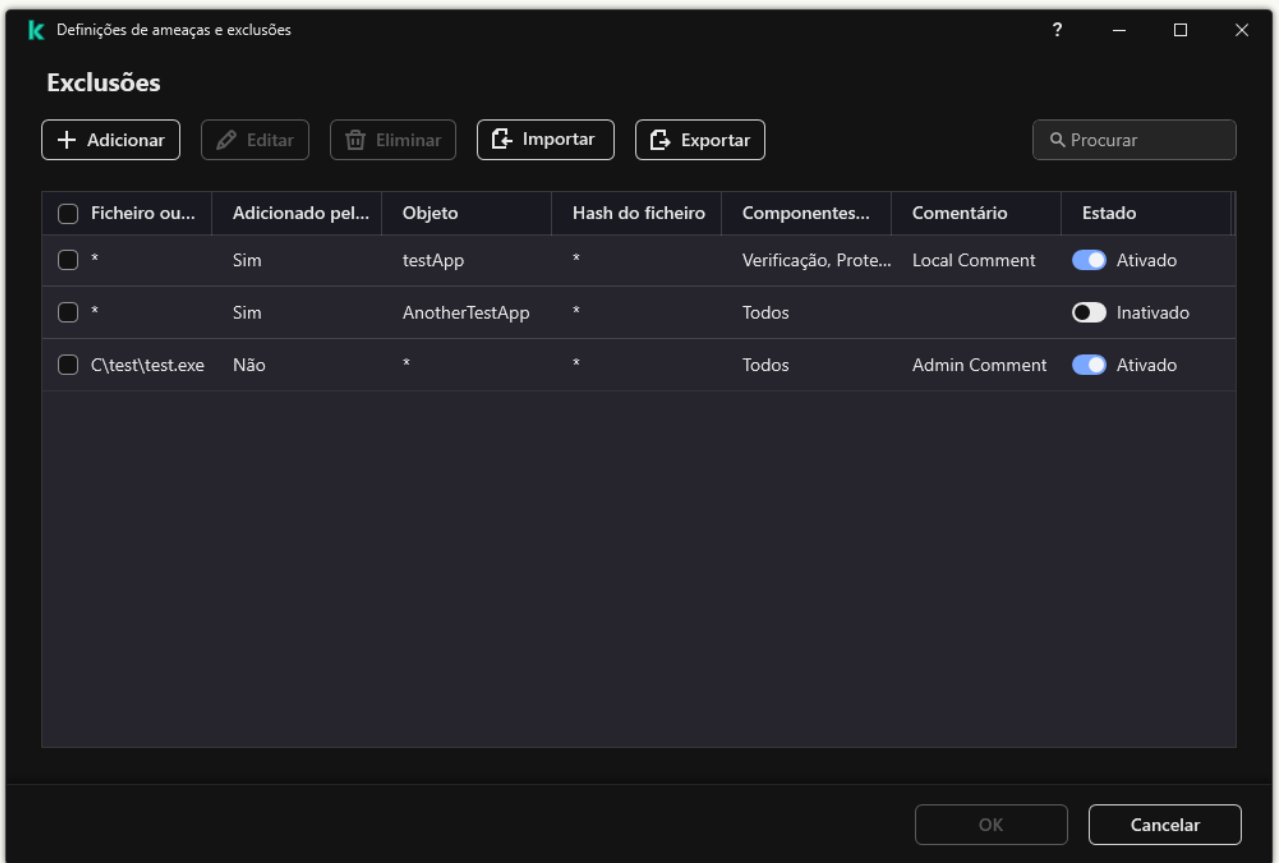 Definições de ameaças e exclusões ?
Exclusões
Adicionar Editar Eliminar Importar Exportar Procurar
Ficheiro ou... Adicionado pel... Objeto Hash do ficheiro Componentes... Comentário Estado
* Sim testApp * Verificação, Prote... Local Comment Ativado
* Sim AnotherTestApp * Todos Inativado
C\test\test.exe Não * * Todos Admin Comment Ativado
OK Cancelar